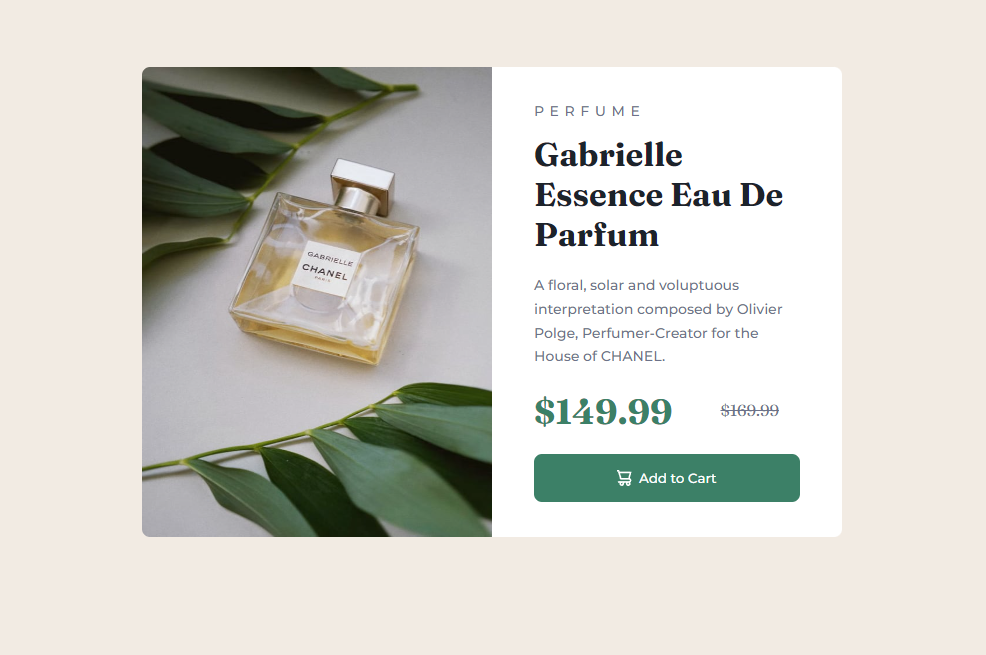 GABRIELLE
CHANEL
PARIS
PERFUME
Gabrielle
Essence Eau De
Parfum
A floral, solar and voluptuous
interpretation composed by Olivier
Polge, Perfumer-Creator for the
House of CHANEL.
$149.99 $169.99
Add to Cart